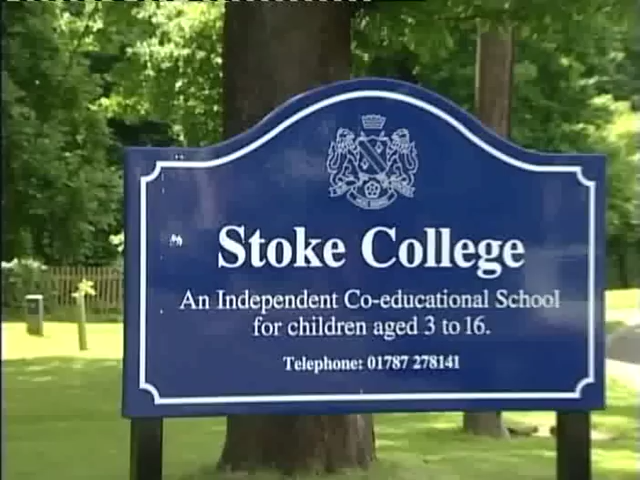 Stoke College
An Independent Co-educational School
for children aged 3 to 16.
Telephone: 01787 278141